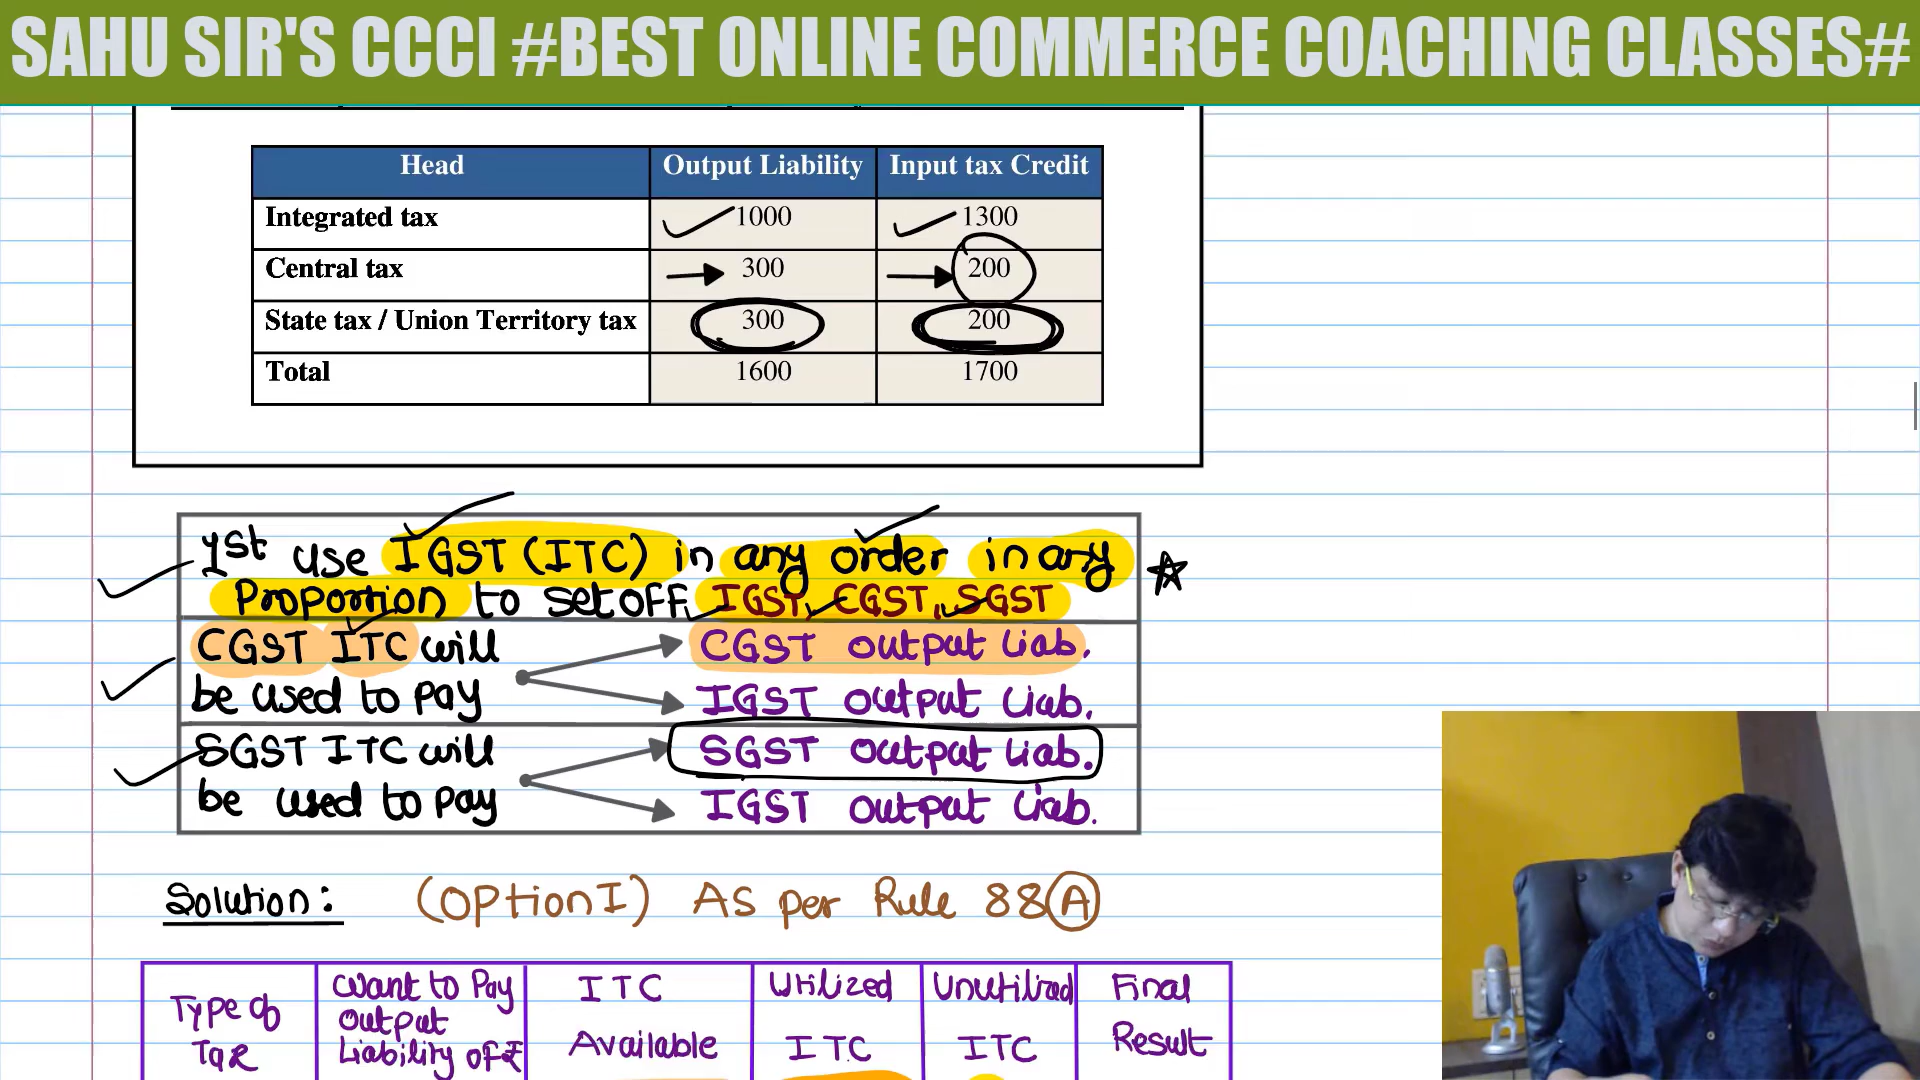 SAHU SIR'S CCCI #BEST ONLINE COMMERCE COACHING CLASSES#
Head Output Liability Input tax Credit
Integrated tax 1000 1300
Central tax 300 200
State tax / Union Territory tax 300 200
Total 1600 1700
1st use IGST (ITC) in any order in any
Proportion to setoff IGST, CGST, SGST
CGST ITC will CGST output Liab.
be used to pay IGST output Liab.
SGST ITC will SGST output Liab.
be used to pay IGST output Liab.
Solution: (Option I) As per Rule 88(A)
Type of Tax Want to Pay Output Liability of ₹ ITC Available Utilized ITC Unutilized ITC Final Result